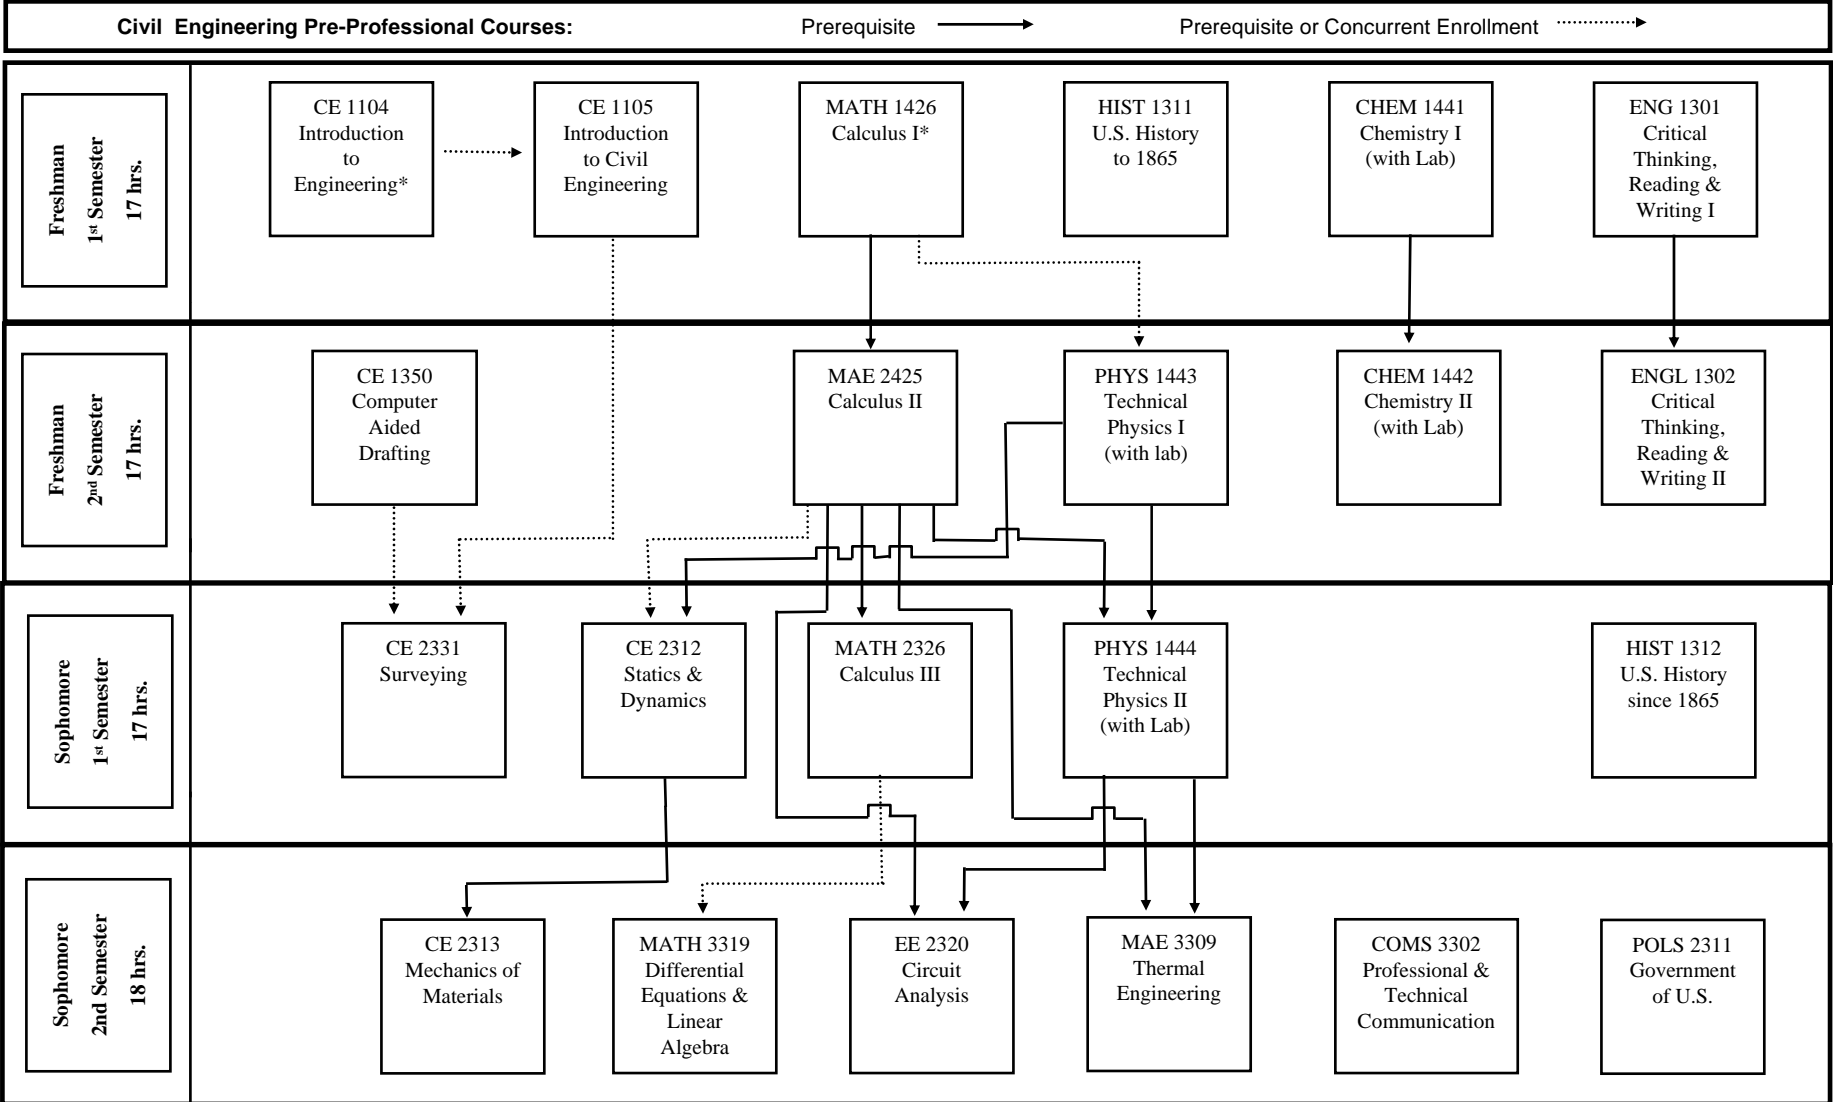 Civil Engineering Pre-Professional Courses:
Prerequisite
Prerequisite or Concurrent Enrollment
Freshman
1st Semester
17 hrs.
CE 1104
Introduction
to
Engineering*
CE 1105
Introduction
to Civil
Engineering
MATH 1426
Calculus I*
HIST 1311
U.S. History
to 1865
CHEM 1441
Chemistry I
(with Lab)
ENG 1301
Critical
Thinking,
Reading &
Writing I
Freshman
2nd Semester
17 hrs.
CE 1350
Computer
Aided
Drafting
MAE 2425
Calculus II
PHYS 1443
Technical
Physics I
(with lab)
CHEM 1442
Chemistry II
(with Lab)
ENGL 1302
Critical
Thinking,
Reading &
Writing II
Sophomore
1st Semester
17 hrs.
CE 2331
Surveying
CE 2312
Statics &
Dynamics
MATH 2326
Calculus III
PHYS 1444
Technical
Physics II
(with Lab)
HIST 1312
U.S. History
since 1865
Sophomore
2nd Semester
18 hrs.
CE 2313
Mechanics of
Materials
MATH 3319
Differential
Equations &
Linear
Algebra
EE 2320
Circuit
Analysis
MAE 3309
Thermal
Engineering
COMS 3302
Professional &
Technical
Communication
POLS 2311
Government
of U.S.